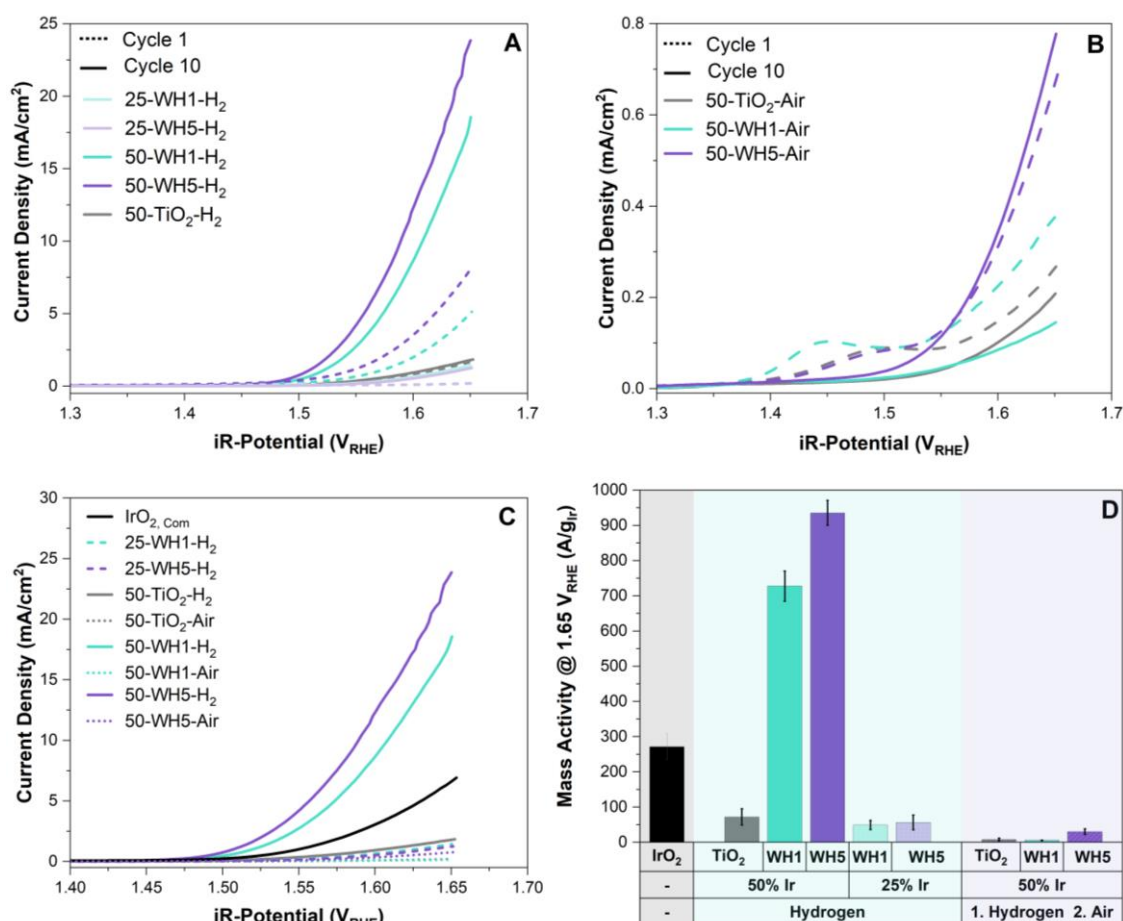 A
Current Density (mA/cm²)
25
20
15
10
5
0
Cycle 1
Cycle 10
25-WH1-H₂
25-WH5-H₂
50-WH1-H₂
50-WH5-H₂
50-TiO₂-H₂
1.3 1.4 1.5 1.6 1.7
iR-Potential (V_RHE)
B
Current Density (mA/cm²)
0.8
0.6
0.4
0.2
0.0
Cycle 1
Cycle 10
50-TiO₂-Air
50-WH1-Air
50-WH5-Air
1.3 1.4 1.5 1.6 1.7
iR-Potential (V_RHE)
C
Current Density (mA/cm²)
30
25
20
15
10
5
0
IrO₂, Com
25-WH1-H₂
25-WH5-H₂
50-TiO₂-H₂
50-TiO₂-Air
50-WH1-H₂
50-WH1-Air
50-WH5-H₂
50-WH5-Air
1.40 1.45 1.50 1.55 1.60 1.65 1.70
iR-Potential (V_RHE)
D
Mass Activity @ 1.65 V_RHE (A/g_Ir)
1000
900
800
700
600
500
400
300
200
100
0
IrO₂ TiO₂ WH1 WH5 WH1 WH5 TiO₂ WH1 WH5
- 50% Ir 25% Ir 50% Ir
- Hydrogen 1. Hydrogen 2. Air